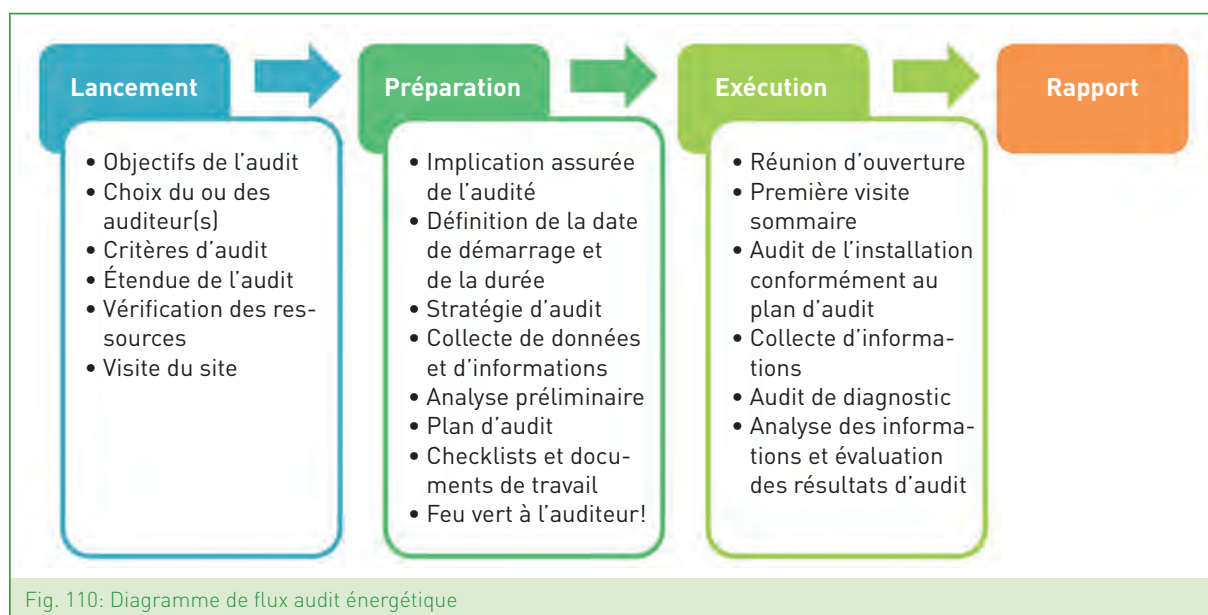 Lancement
• Objectifs de l’audit
• Choix du ou des
auditeur(s)
• Critères d’audit
• Étendue de l’audit
• Vérification des res-
sources
• Visite du site
Préparation
• Implication assurée
de l’audité
• Définition de la date
de démarrage et
de la durée
• Stratégie d’audit
• Collecte de données
et d’informations
• Analyse préliminaire
• Plan d’audit
• Checklists et docu-
ments de travail
• Feu vert à l’auditeur!
Exécution
• Réunion d’ouverture
• Première visite
sommaire
• Audit de l’installation
conformément au
plan d’audit
• Collecte d’informa-
tions
• Audit de diagnostic
• Analyse des informa-
tions et évaluation
des résultats d’audit
Rapport
Fig. 110: Diagramme de flux audit énergétique